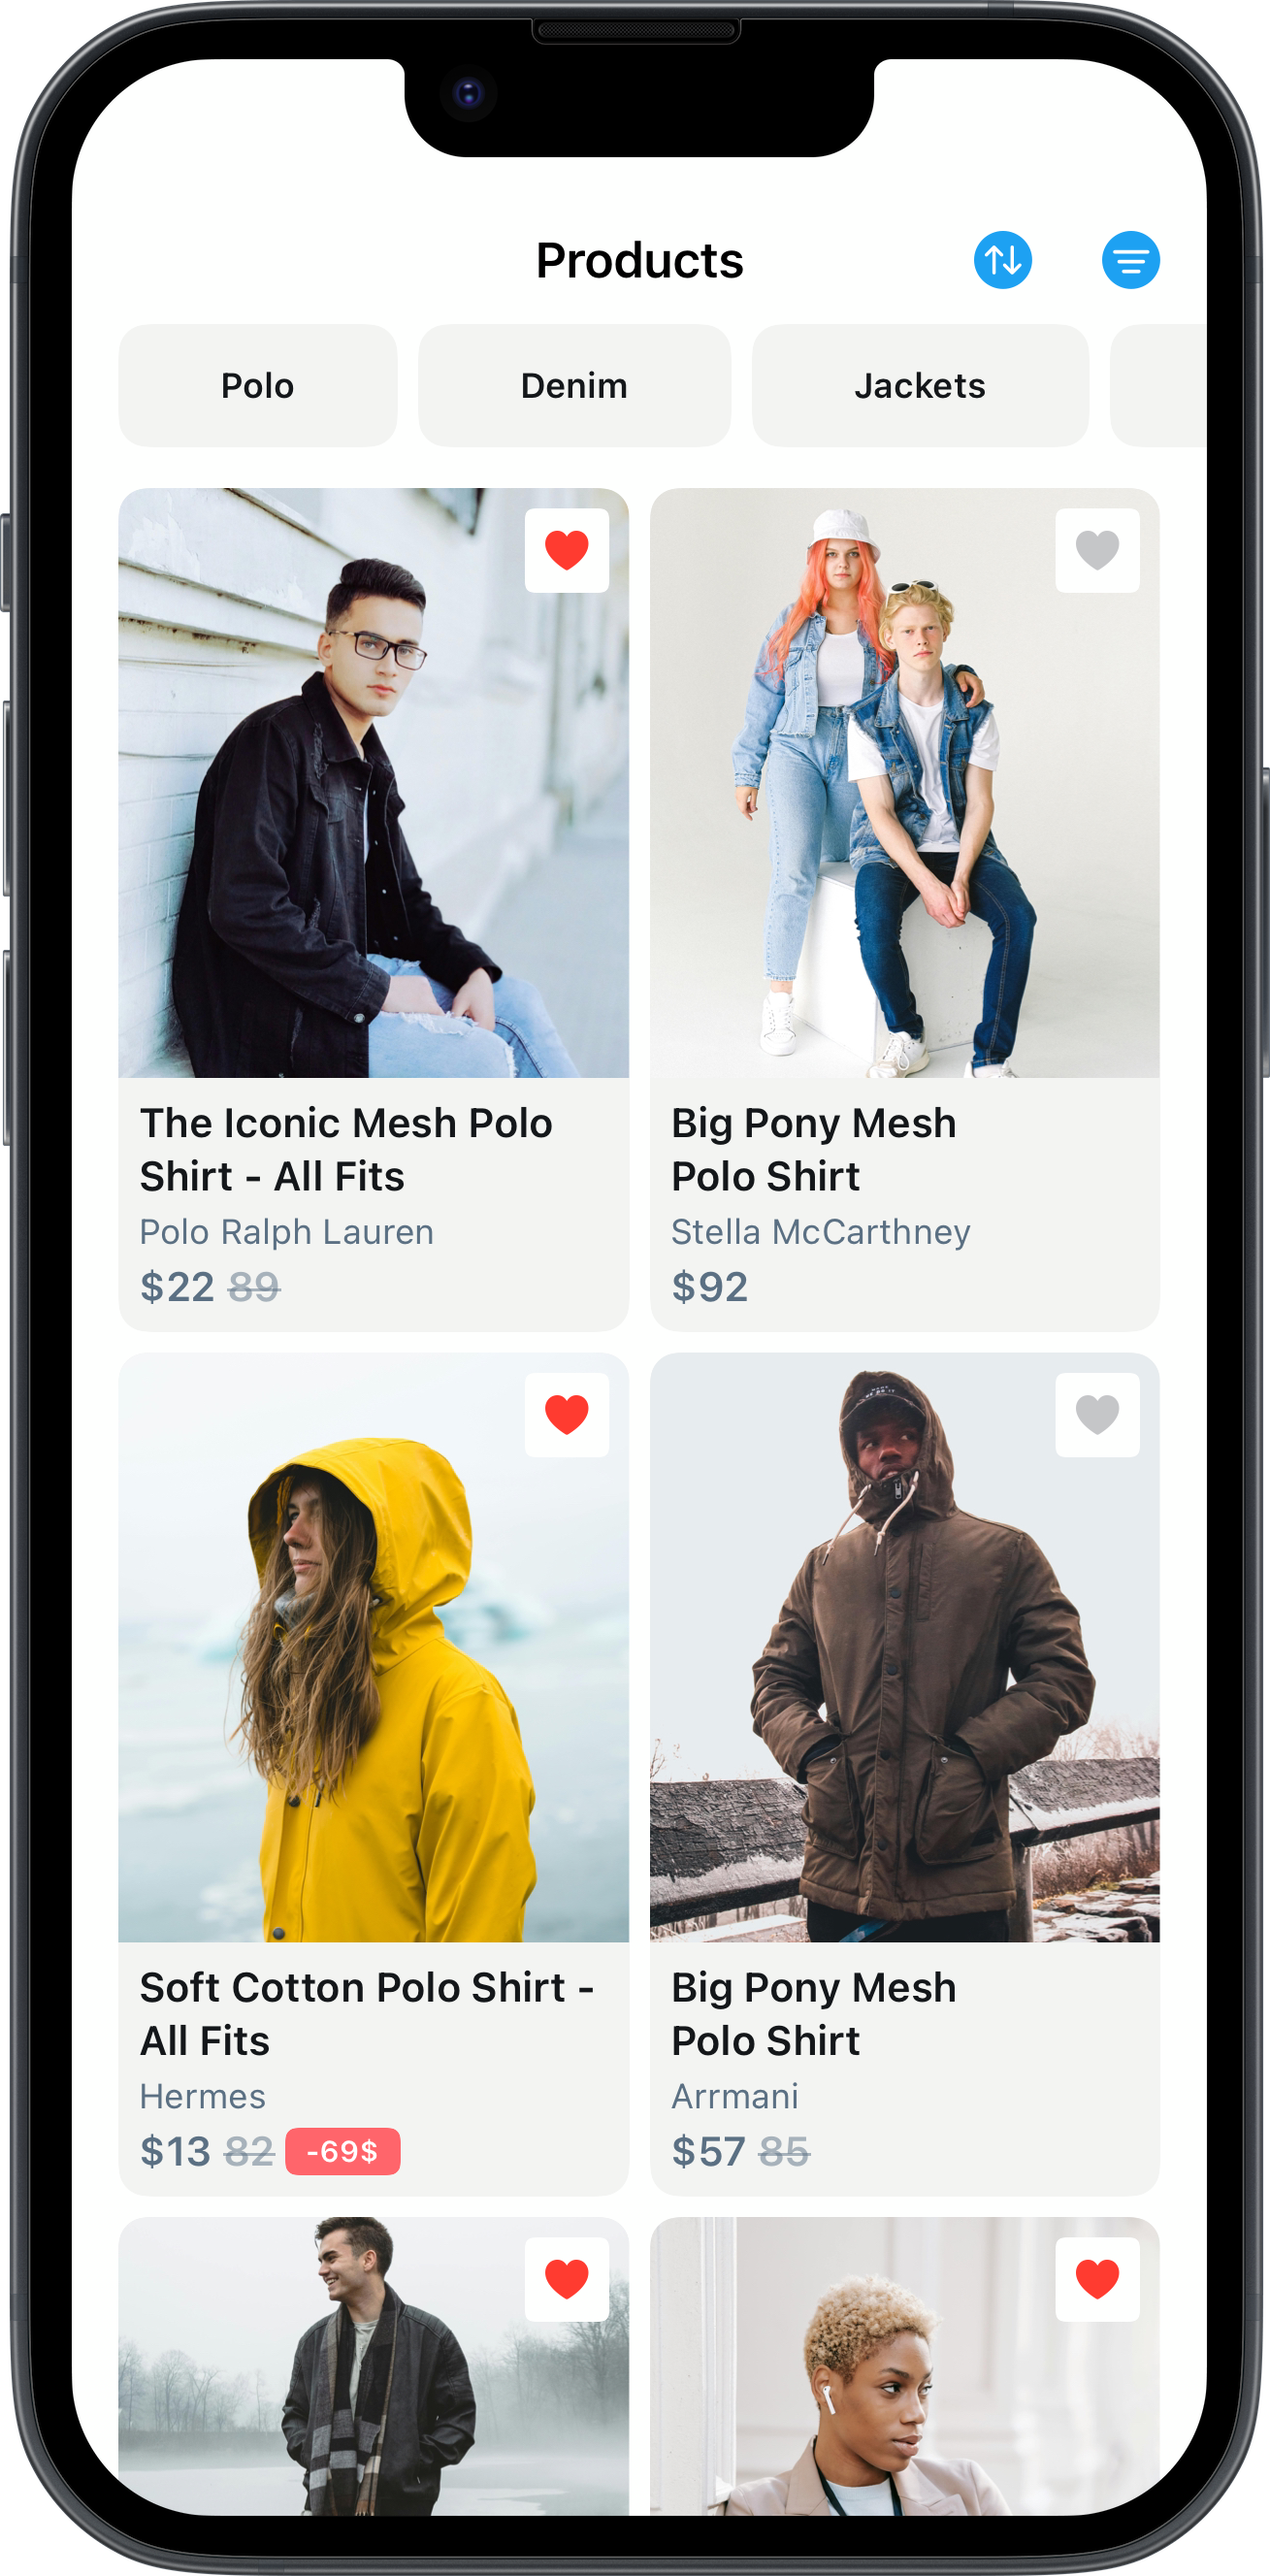 Products
Polo
Denim
Jackets
The Iconic Mesh Polo
Shirt - All Fits
Polo Ralph Lauren
$22 89
Big Pony Mesh
Polo Shirt
Stella McCarthney
$92
Soft Cotton Polo Shirt -
All Fits
Hermes
$13 82 -69$
Big Pony Mesh
Polo Shirt
Arrmani
$57 85